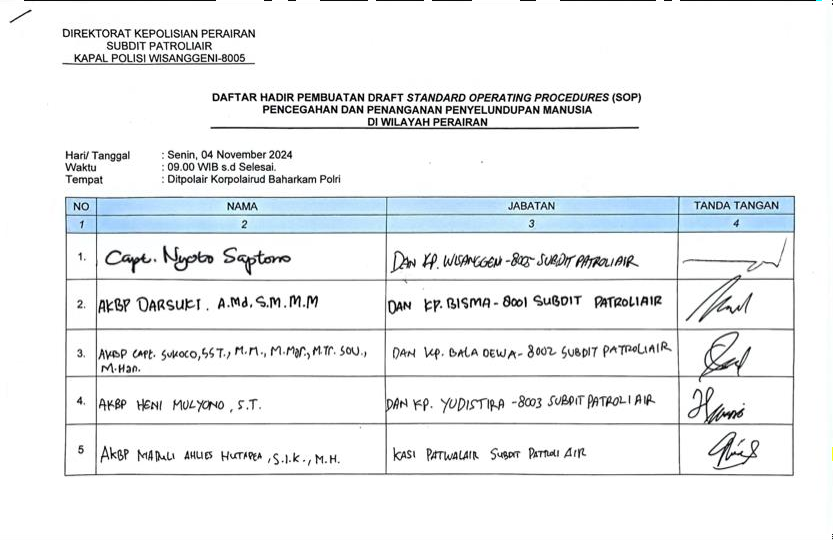 DIREKTORAT KEPOLISIAN PERAIRAN
SUBDIT PATROLIAIR
KAPAL POLISI WISANGGENI-8005
DAFTAR HADIR PEMBUATAN DRAFT STANDARD OPERATING PROCEDURES (SOP)
PENCEGAHAN DAN PENANGANAN PENYELUNDUPAN MANUSIA
DI WILAYAH PERAIRAN
Hari/ Tanggal : Senin, 04 November 2024
Waktu : 09.00 WIB s.d Selesai.
Tempat : Ditpolair Korpolairud Baharkam Polri
NO NAMA JABATAN TANDA TANGAN
1 2 3 4
1. Capt. Nyoto Saptono DAN KP. WISANGGENI -8005 SUBDIT PATROLIAIR
2. AKBP DARSUKI. A.Md, S.M. M.M DAN KP. BISMA - 8001 SUBDIT PATROLIAIR
3. AKBP CAPT. SUKOCO, SST., M.M., M.Mar., M.Tr. SOU., DAN KP. BALADEWA - 8002 SUBDIT PATROLIAIR
M.Han.
4. AKBP HENI MULYONO, S.T. DAN KP. YUDISTIRA -8003 SUBDIT PATROLIAIR
5 AKBP MARULI AHLIES HUTAPEA, S.I.K., M.H. KASI PATWALAIR SUBDIT PATROLI AIR